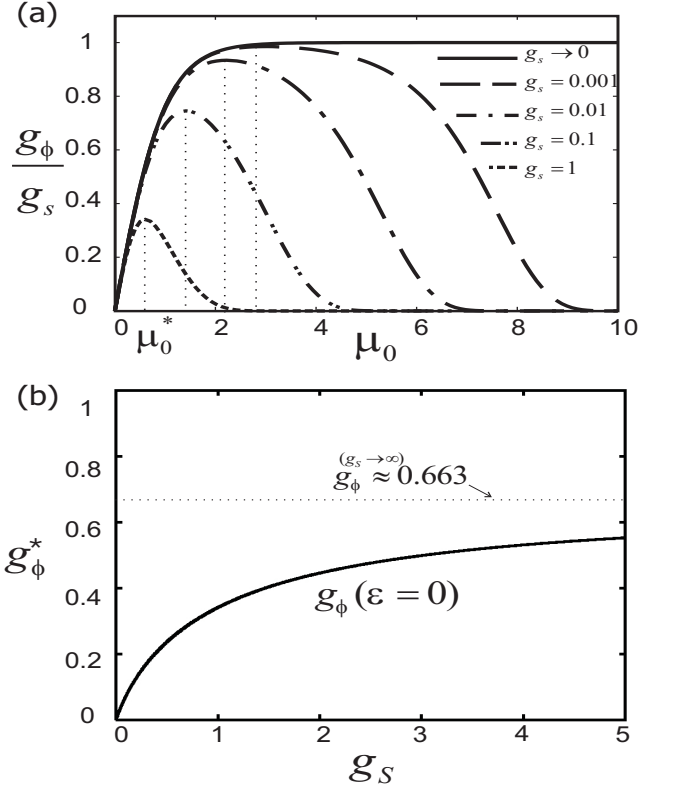 (a)
1
0.8
0.6
0.4
0.2
0
g_ϕ
g_s
g_s → 0
g_s = 0.001
g_s = 0.01
g_s = 0.1
g_s = 1
0 2 4 6 8 10
μ_0^* μ_0
(b)
1
0.8
0.6
0.4
0.2
0
g_ϕ^*
(g_S → ∞)
g_ϕ ≈ 0.663
g_ϕ (ε = 0)
0 1 2 3 4 5
g_S